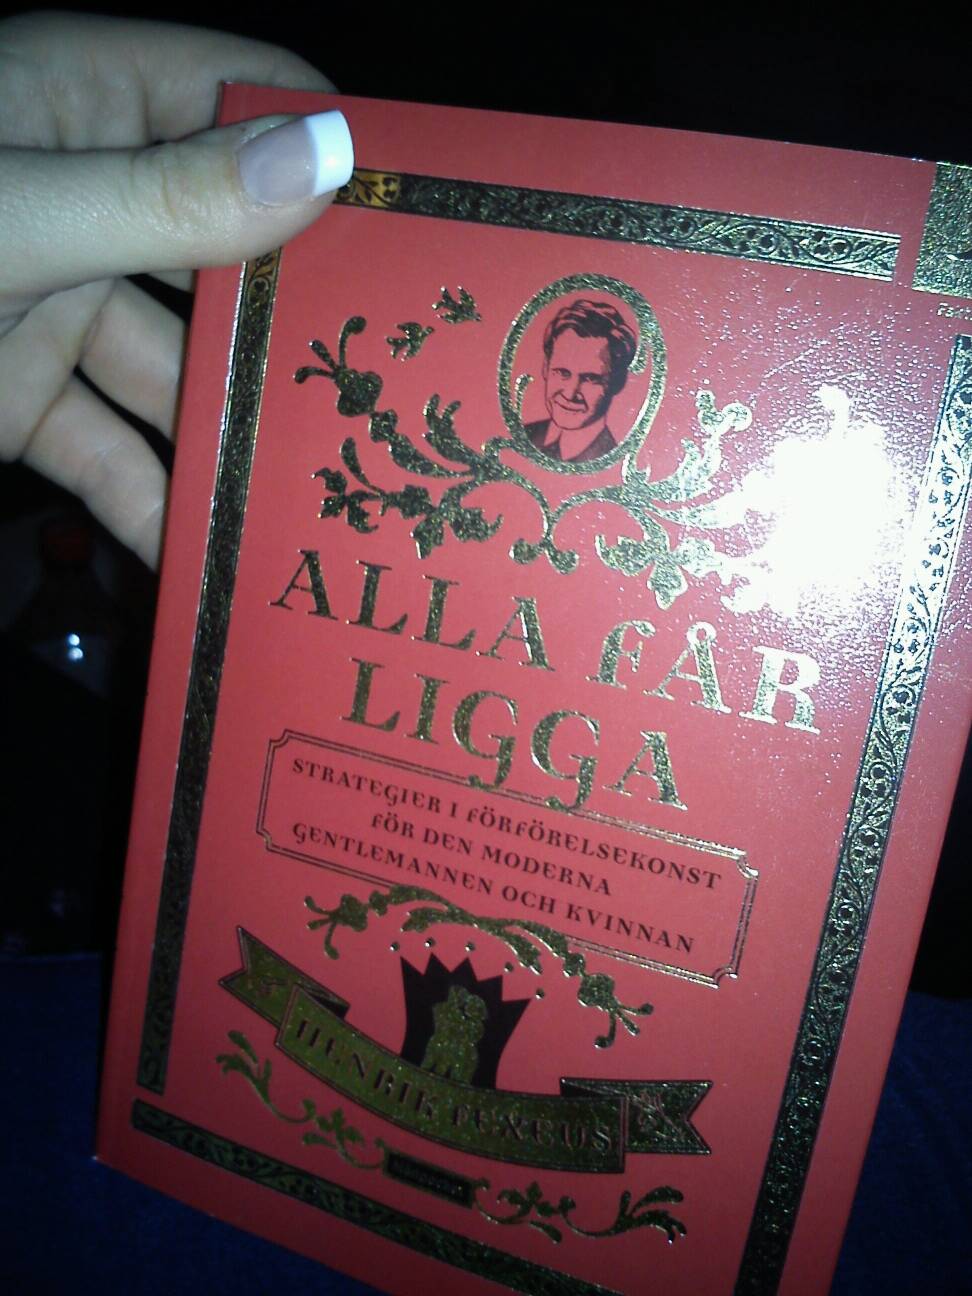 ALLA FÅR
LIGGA
STRATEGIER I FÖRFÖRELSEKONST
FÖR DEN MODERNA
GENTLEMANNEN OCH KVINNAN
HENRIK FEXEUS